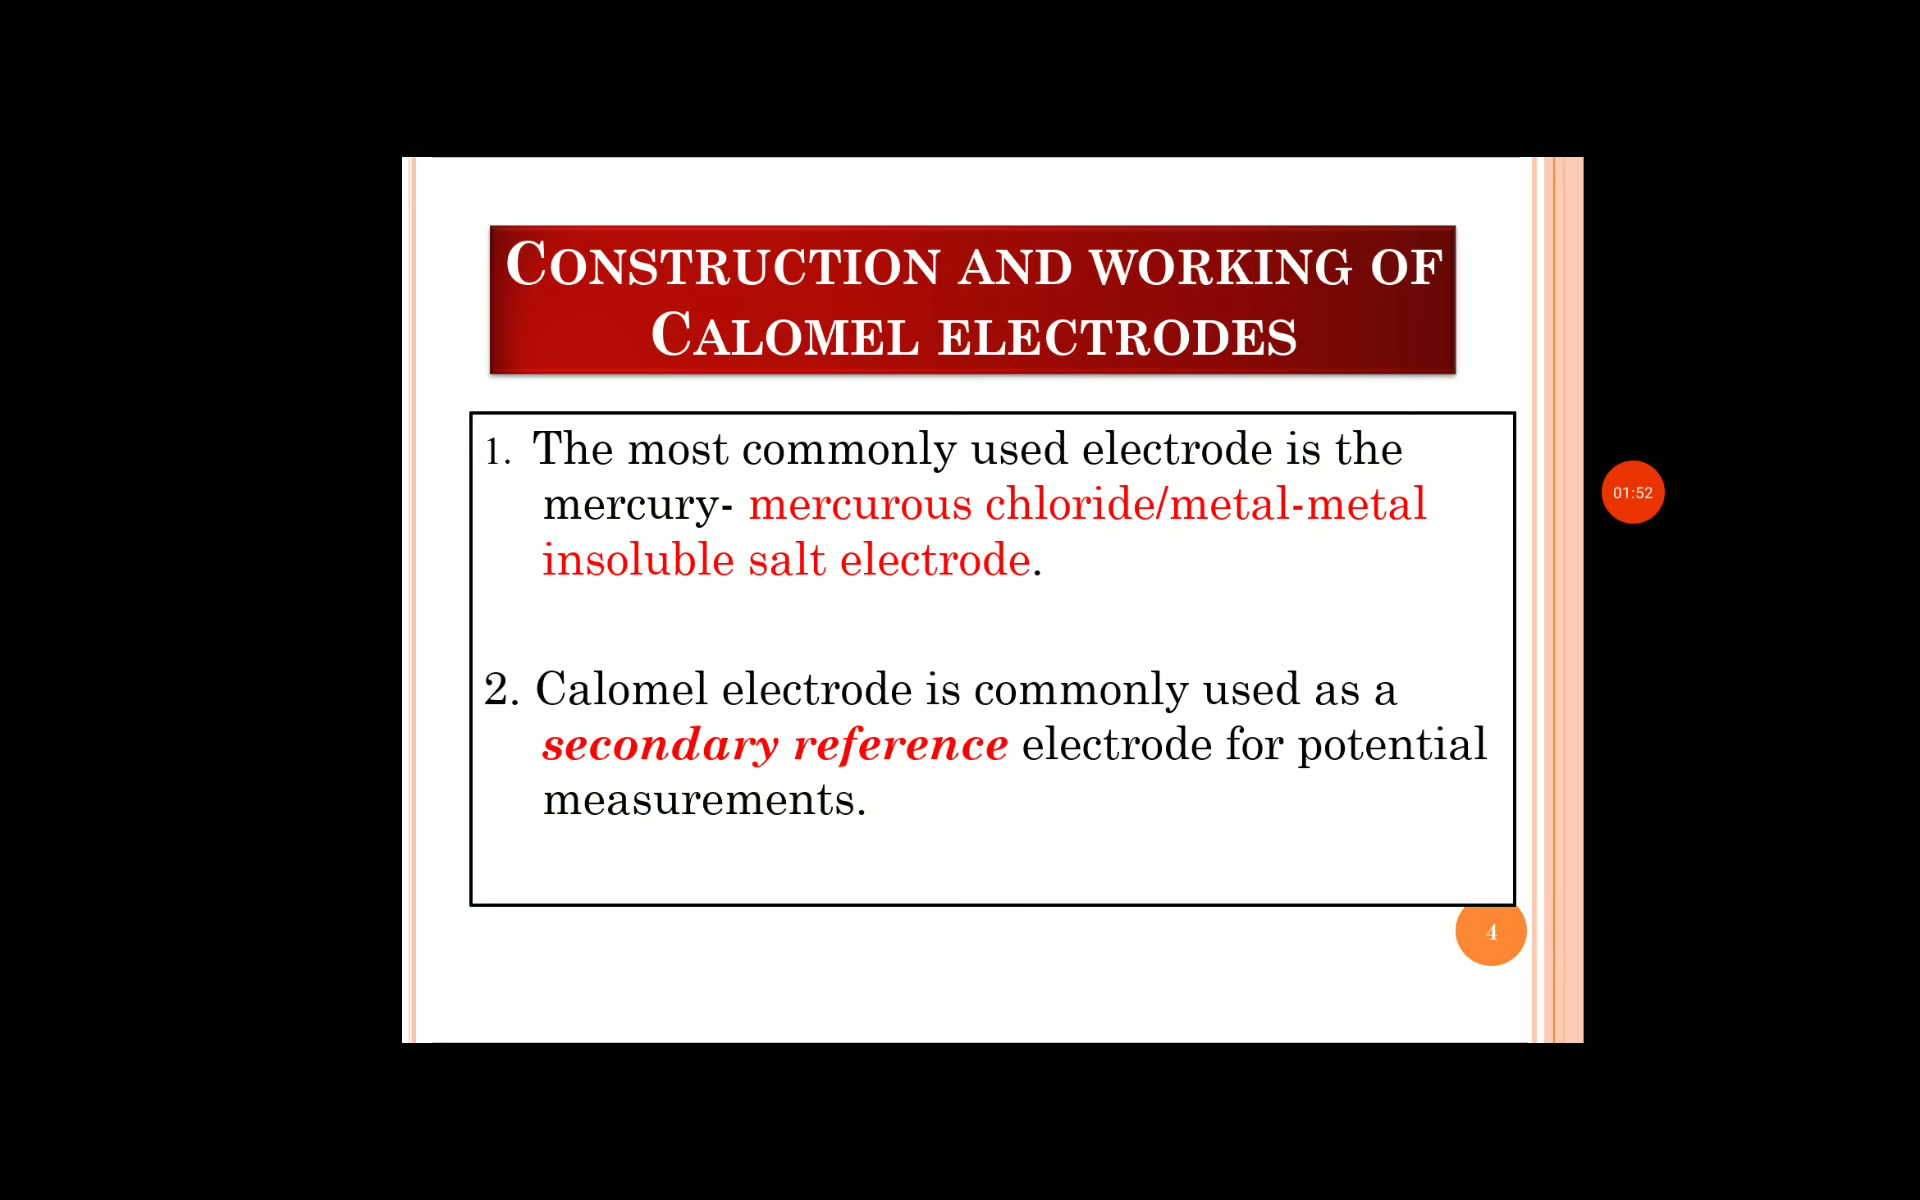 CONSTRUCTION AND WORKING OF
CALOMEL ELECTRODES
1. The most commonly used electrode is the
mercury- mercurous chloride/metal-metal
insoluble salt electrode.
01:52
2. Calomel electrode is commonly used as a
secondary reference electrode for potential
measurements.
4